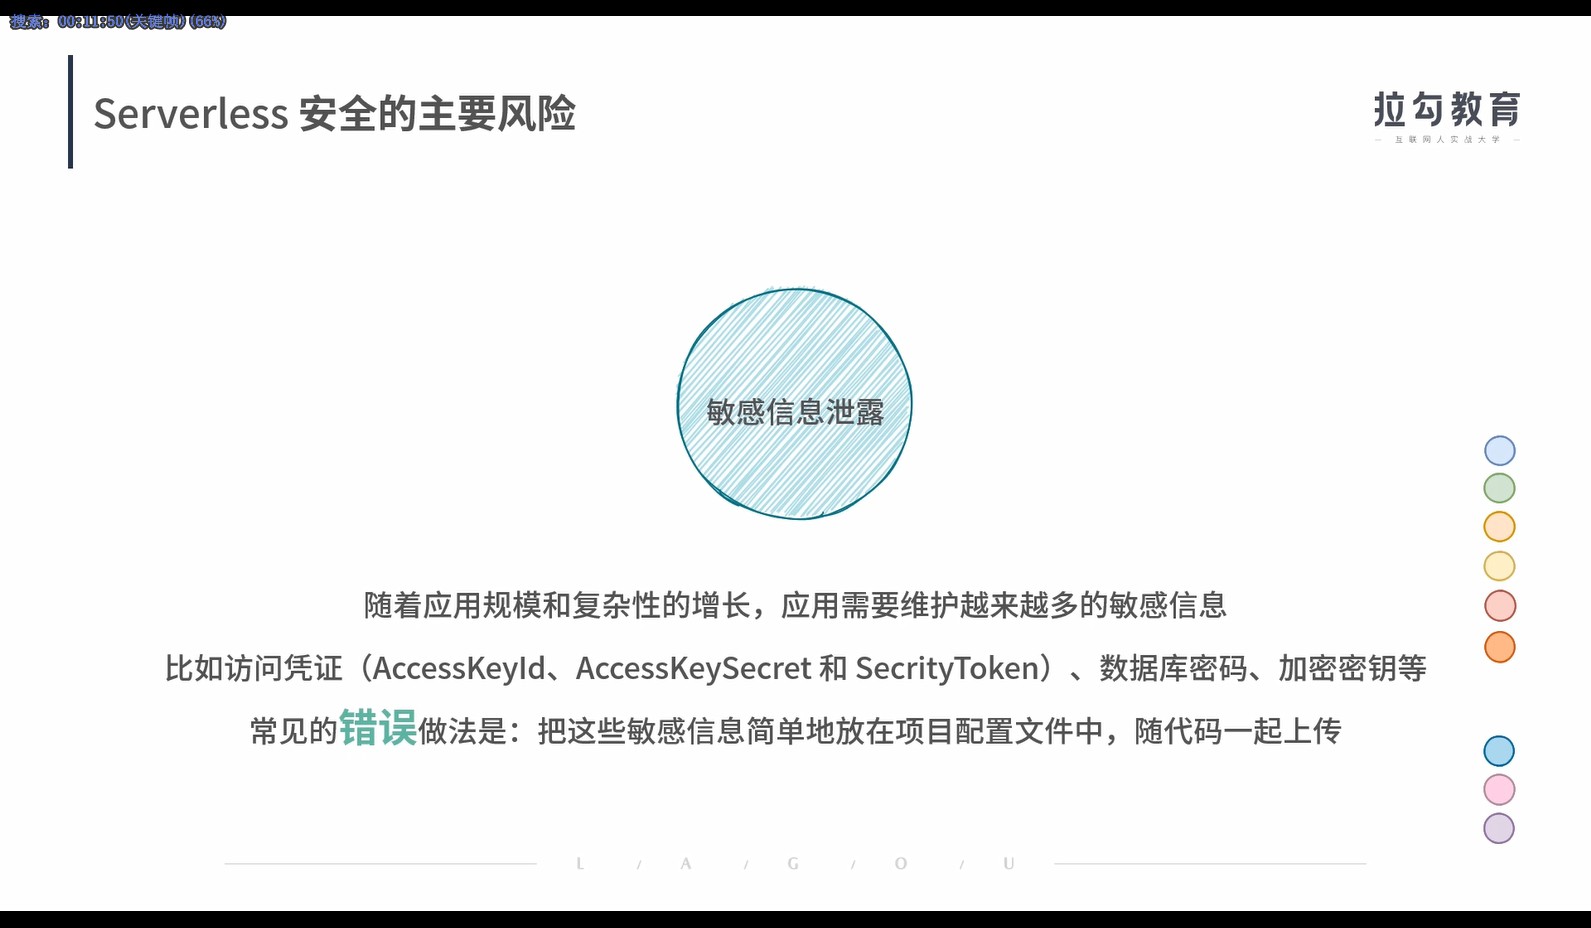 搜索: 00:11:50(关键帧)(66%)
Serverless 安全的主要风险
拉勾教育
— 互联网人实战大学 —
敏感信息泄露
随着应用规模和复杂性的增长，应用需要维护越来越多的敏感信息
比如访问凭证（AccessKeyId、AccessKeySecret 和 SecrityToken）、数据库密码、加密密钥等
常见的错误做法是：把这些敏感信息简单地放在项目配置文件中，随代码一起上传
L / A / G / O / U